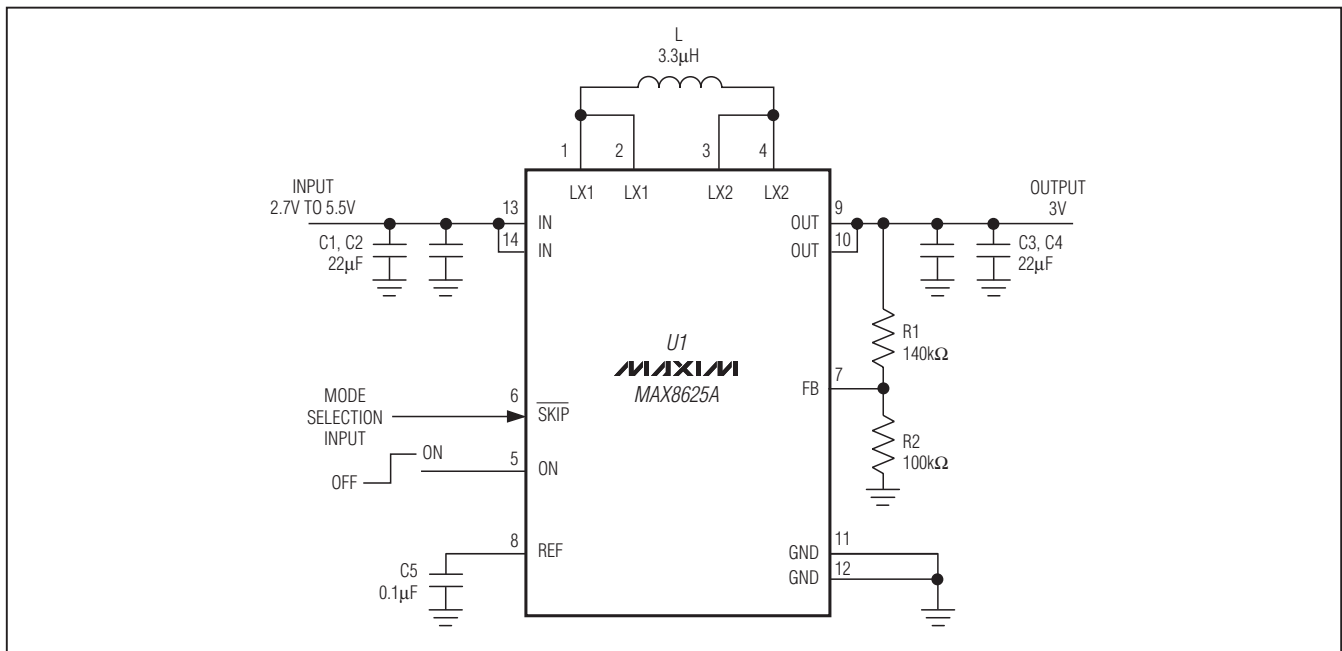 L
3.3μH
1
2
3
4
LX1
LX1
LX2
LX2
INPUT
2.7V TO 5.5V
C1, C2
22μF
13
IN
14
IN
OUTPUT
3V
9
OUT
10
OUT
C3, C4
22μF
R1
140kΩ
U1
MAXIM
MAX8625A
7
FB
R2
100kΩ
MODE
SELECTION
INPUT
6
SKIP
ON
OFF
5
ON
8
REF
C5
0.1μF
11
GND
12
GND